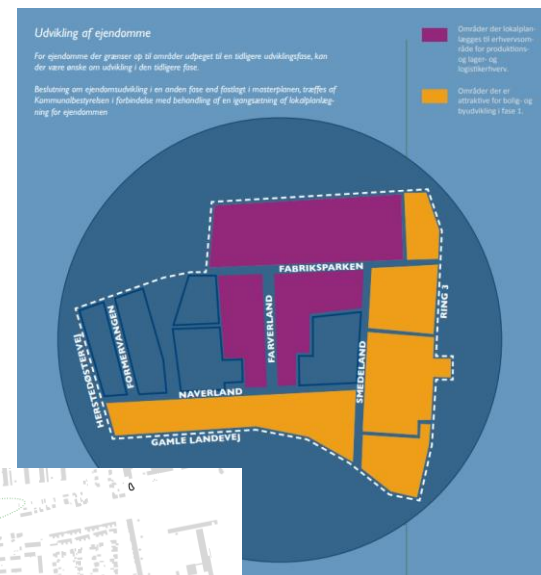 Udvikling af ejendomme
For ejendomme der grænser op til områder udpeget til en tidligere udviklingsfase, kan
der være ønske om udvikling i den tidligere fase.
Beslutning om ejendomsudvikling i en anden fase end fastlagt i masterplanen, træffes af
Kommunalbestyrelsen i forbindelse med behandling af en igangsætning af lokalplanlæg-
ning for ejendommen
Områder der lokalplan-
lægges til erhvervsom-
råde for produktions-
og lager- og
logistikerhverv.
Områder der er
attraktive for bolig- og
byudvikling i fase 1.
FABRIKSPARKEN
RING 3
HERSTEDØSTERVEJ
FORMERVANGEN
FARVERLAND
SMEDELAND
NAVERLAND
GAMLE LANDEVEJ